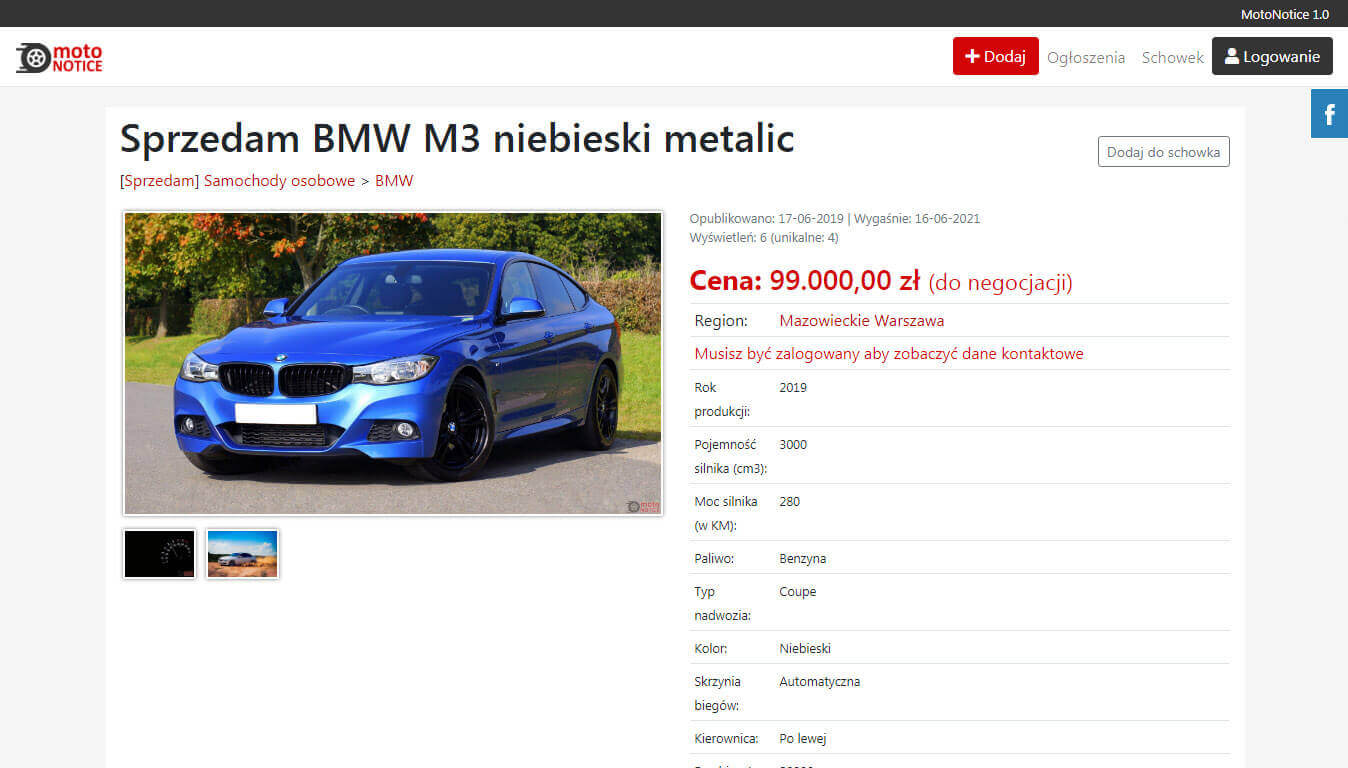 MotoNotice 1.0
moto
NOTICE
Dodaj
Ogłoszenia
Schowek
Logowanie
f
Sprzedam BMW M3 niebieski metalic
Dodaj do schowka
[Sprzedam] Samochody osobowe > BMW
Opublikowano: 17-06-2019 | Wygaśnie: 16-06-2021
Wyświetleń: 6 (unikalne: 4)
Cena: 99.000,00 zł (do negocjacji)
Region: Mazowieckie Warszawa
Musisz być zalogowany aby zobaczyć dane kontaktowe
Rok 2019
produkcji:
Pojemność 3000
silnika (cm3):
Moc silnika 280
(w KM):
Paliwo: Benzyna
Typ Coupe
nadwozia:
Kolor: Niebieski
Skrzynia Automatyczna
biegów:
Kierownica: Po lewej
moto
NOTICE